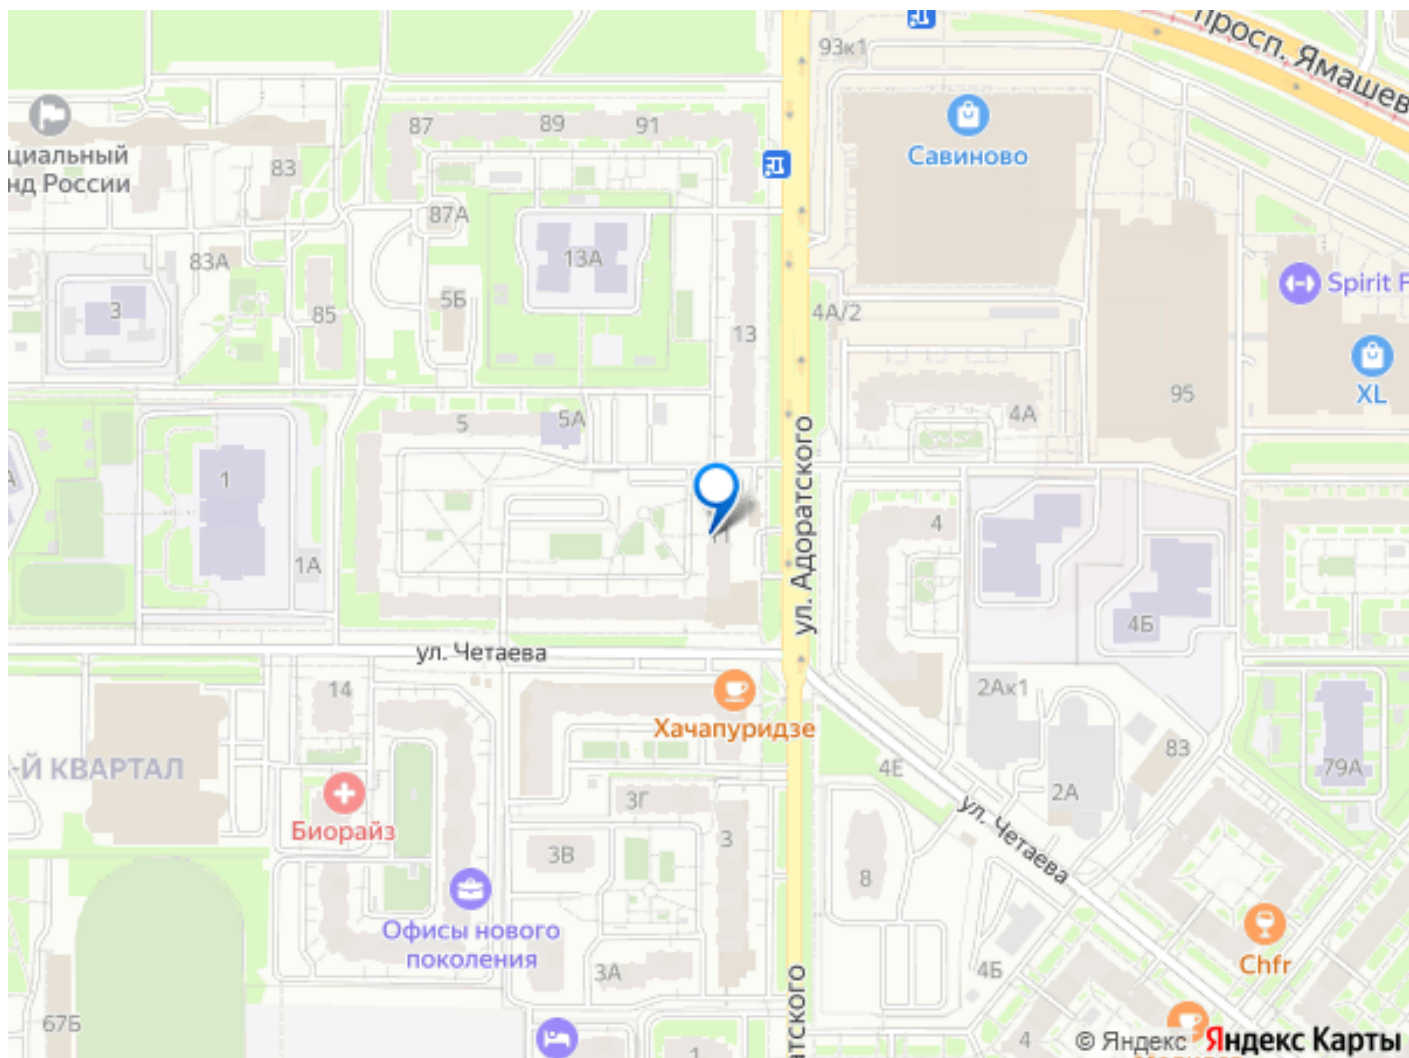 просп. Ямашев
93к1
Савиново
87
89
91
циальный
нд России
83
87А
83А
13А
3
85
5Б
13
4А/2
Spirit F
XL
95
4А
5
5А
1
1А
11
ул. Адоратского
4
4Б
ул. Четаева
14
Хачапуридзе
2Ак1
83
79А
-Й КВАРТАЛ
Биорайз
3Г
3
3В
4Е
2А
ул. Четаева
8
Офисы нового
поколения
3А
Chfr
4Б
67Б
тского
1
4
© Яндекс
Яндекс Карты